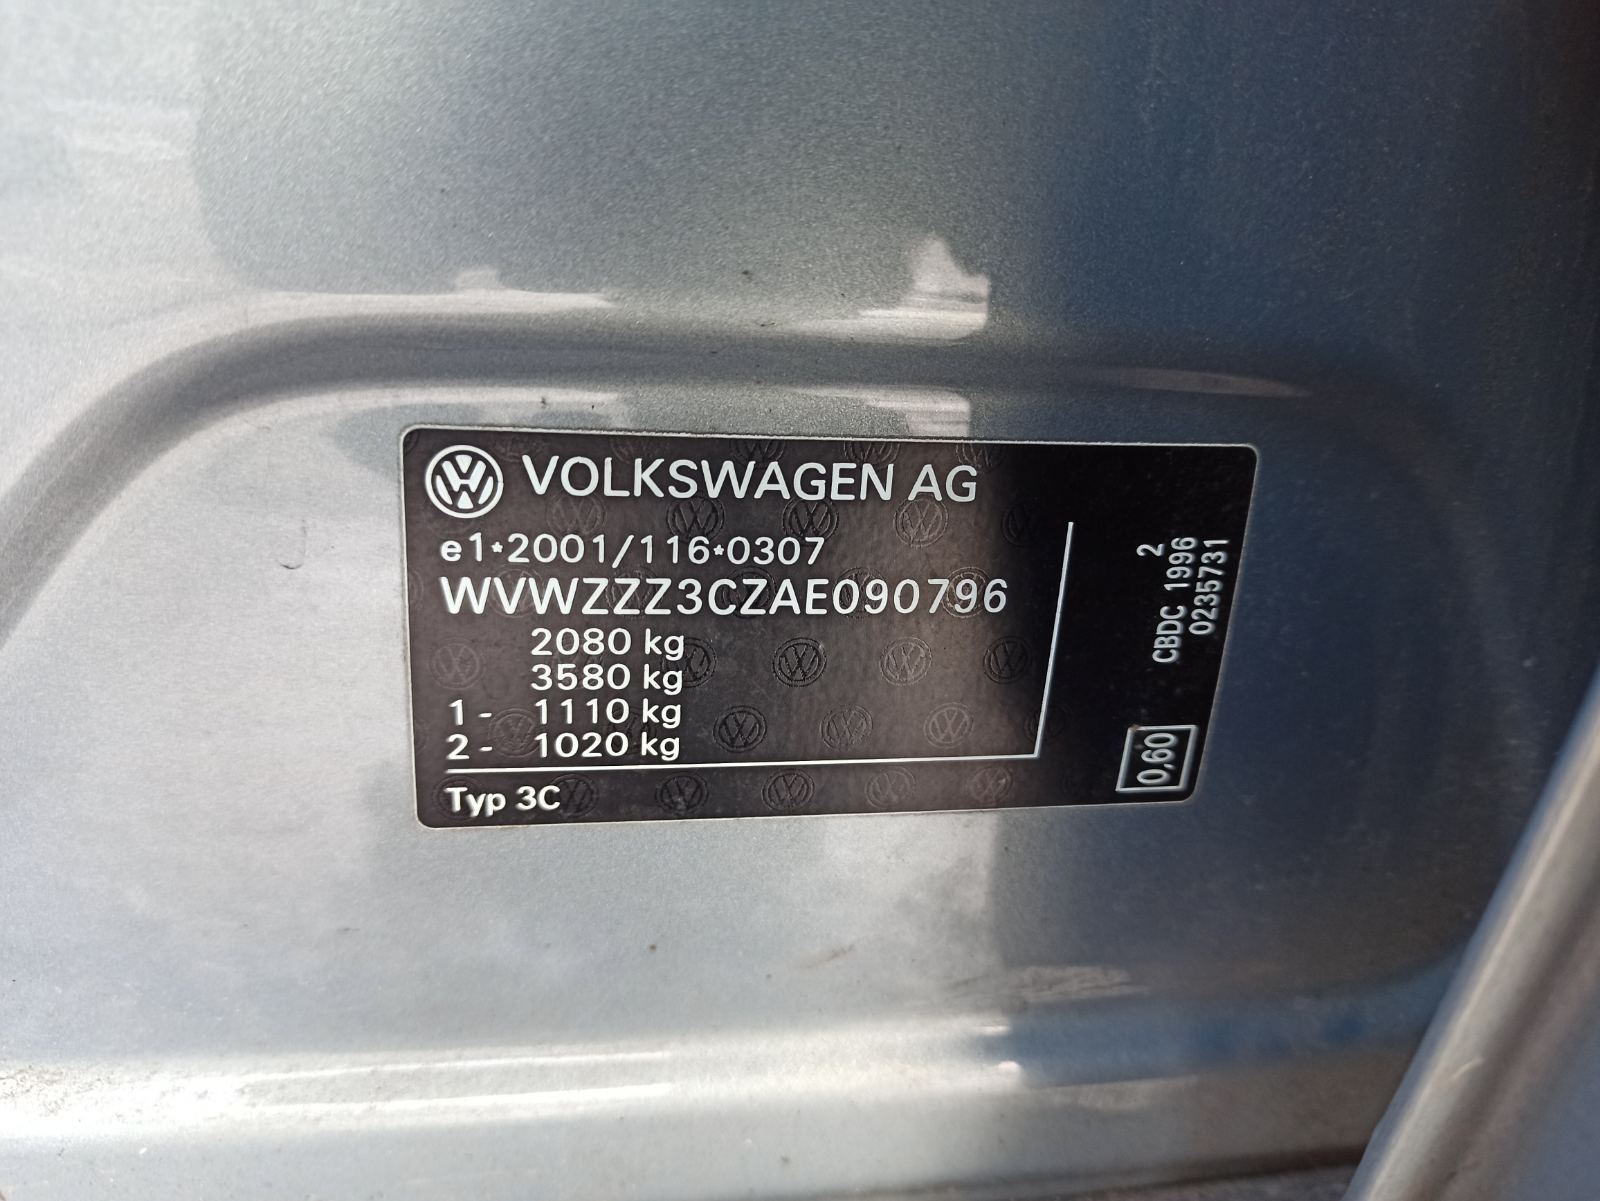 VOLKSWAGEN AG
e1*2001/116*0307
WVWZZZ3CZAE090796
2080 kg
3580 kg
1 - 1110 kg
2 - 1020 kg
Typ 3C
2
CBDC 1996
0235731
0,60